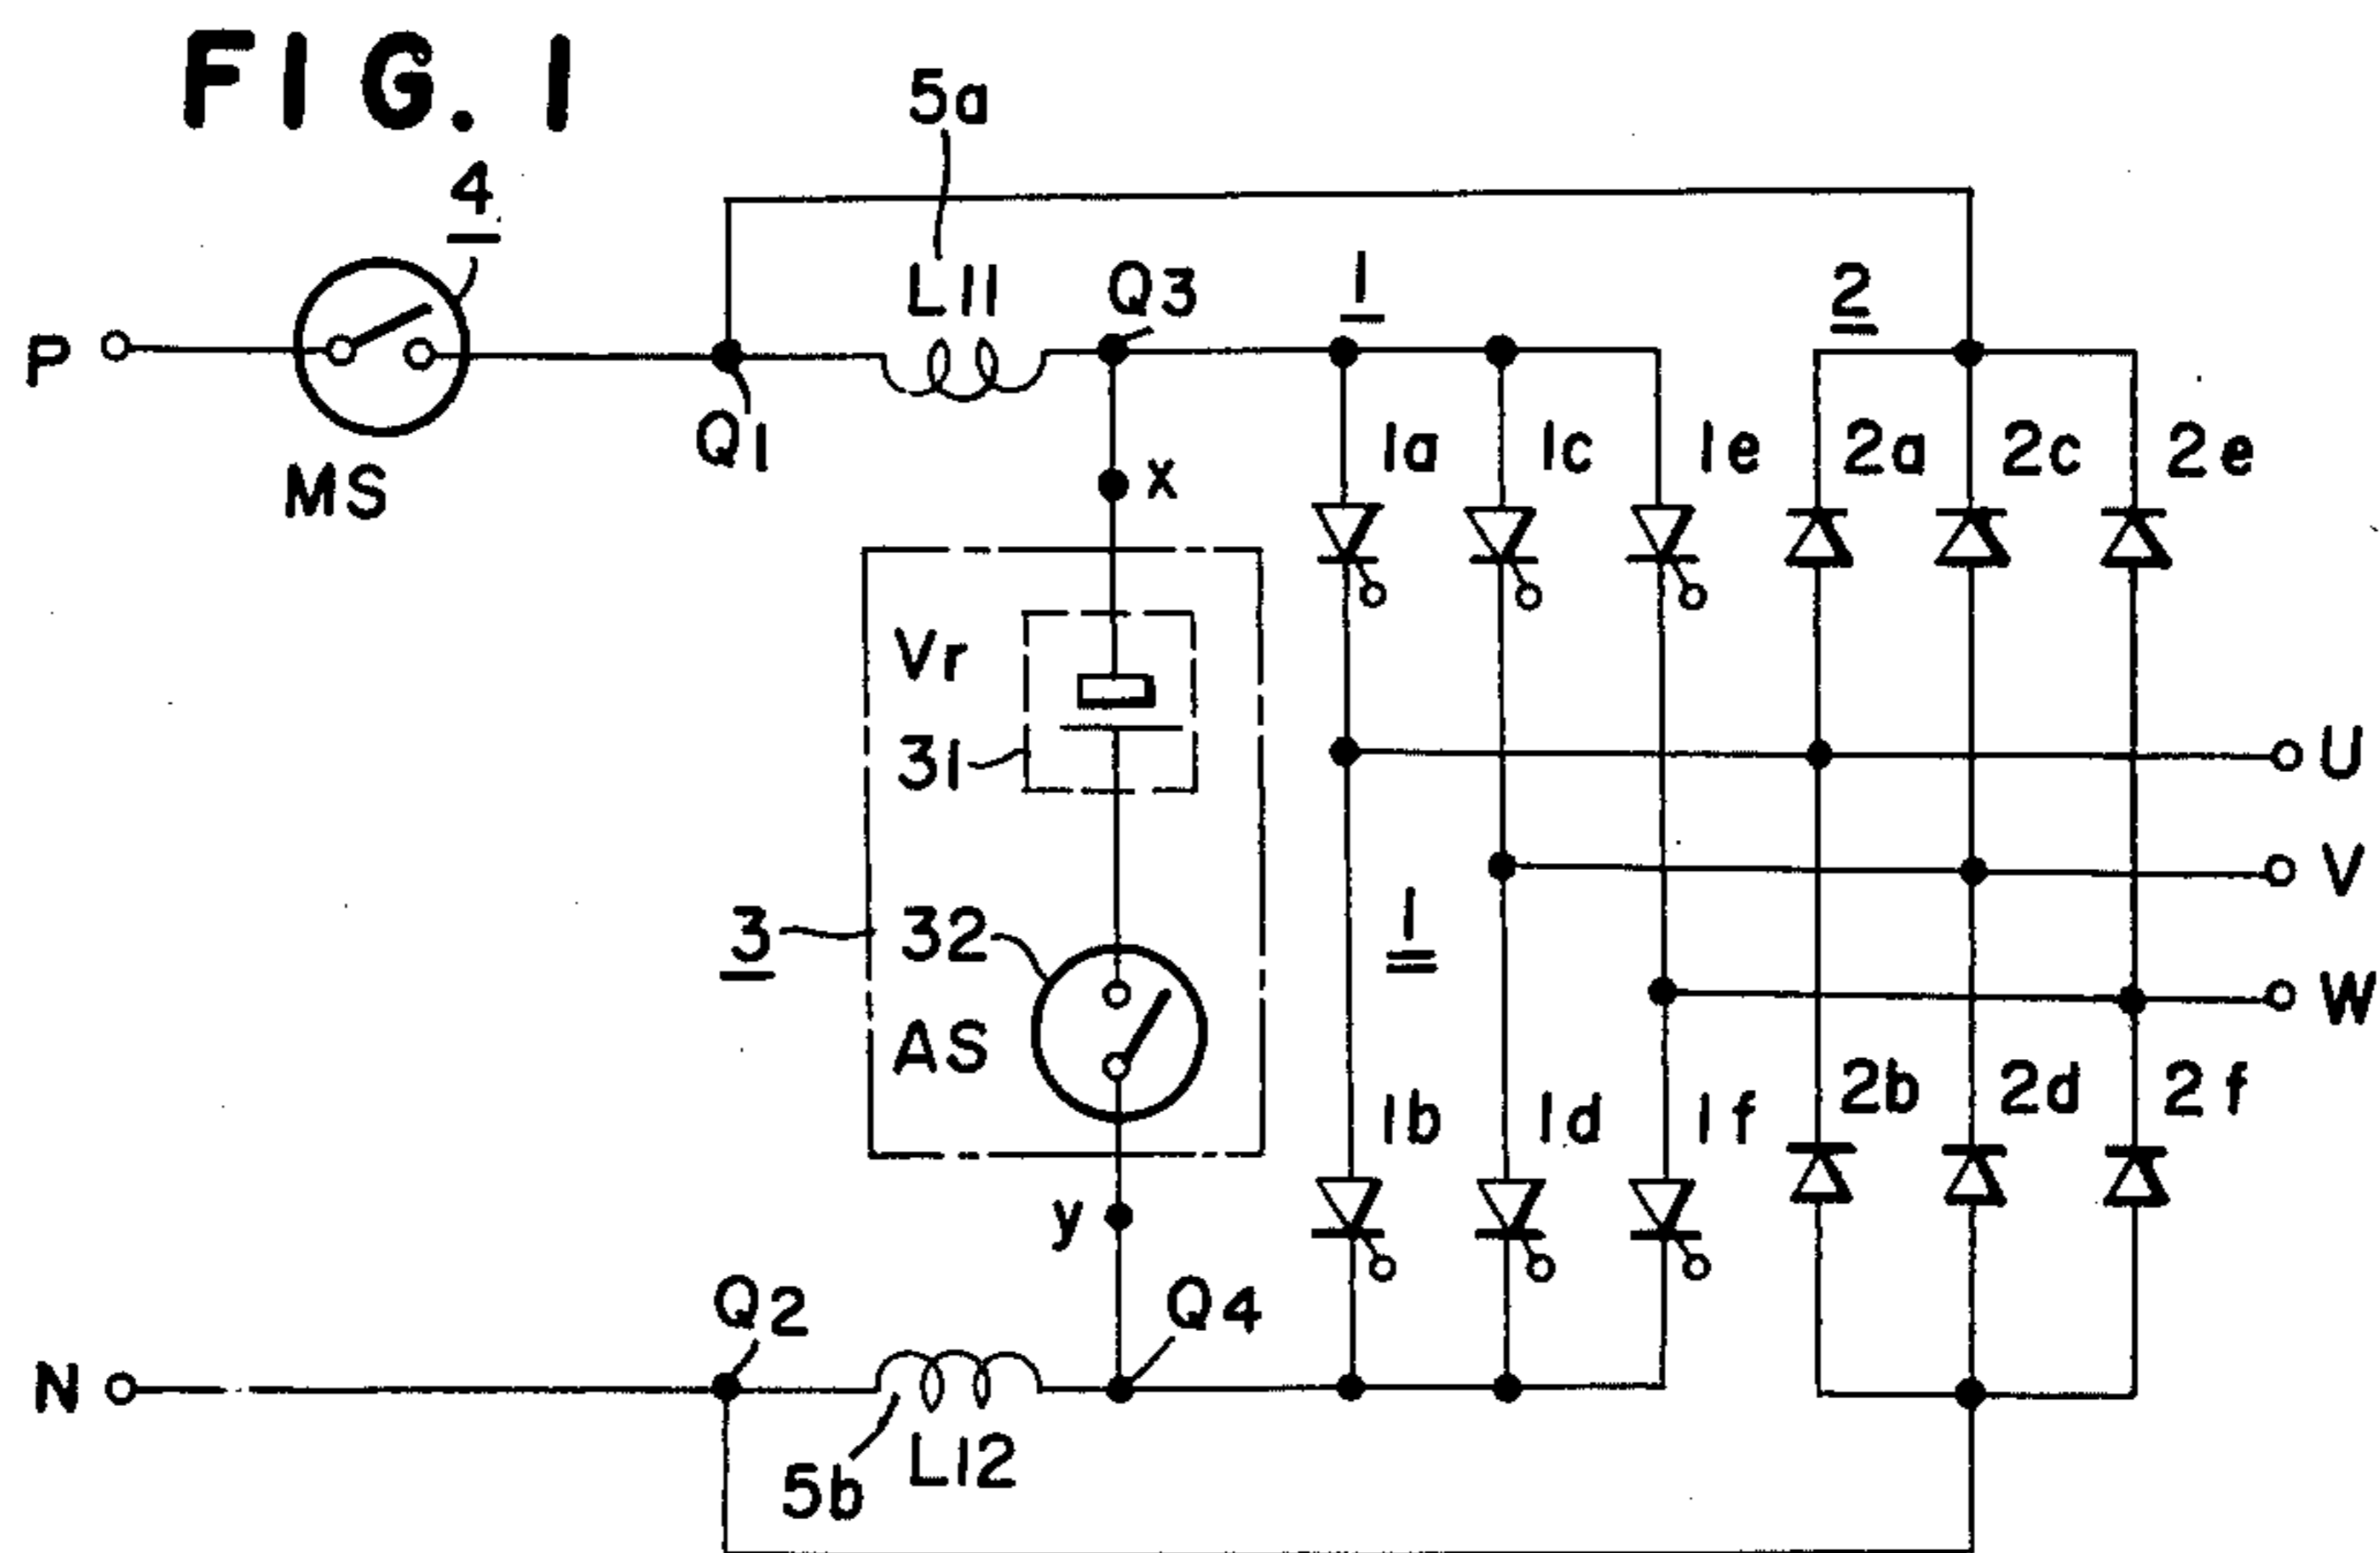 FIG. 1
4
5a
P
MS
Q1
L11
Q3
1
2
x
1a
1c
1e
2a
2c
2e
Vr
31
U
V
3
32
1
W
AS
1b
1d
1f
2b
2d
2f
y
Q2
Q4
N
5b
L12